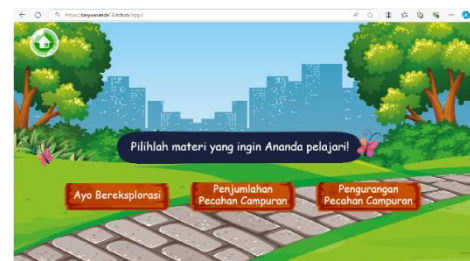 Pilihlah materi yang ingin Ananda pelajari!
Ayo Bereksplorasi
Penjumlahan
Pecahan Campuran
Pengurangan
Pecahan Campuran